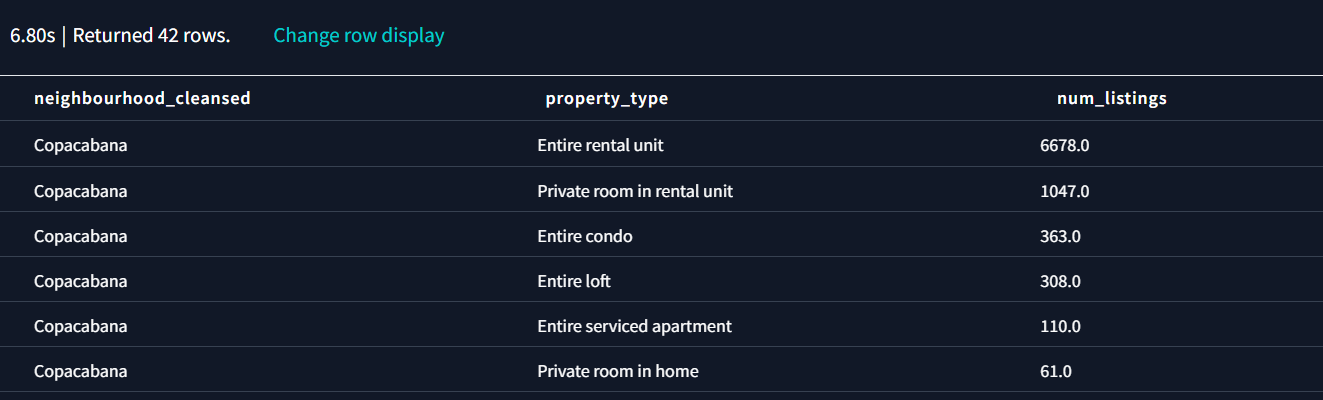 6.80s | Returned 42 rows. Change row display
neighbourhood_cleansed property_type num_listings
Copacabana Entire rental unit 6678.0
Copacabana Private room in rental unit 1047.0
Copacabana Entire condo 363.0
Copacabana Entire loft 308.0
Copacabana Entire serviced apartment 110.0
Copacabana Private room in home 61.0